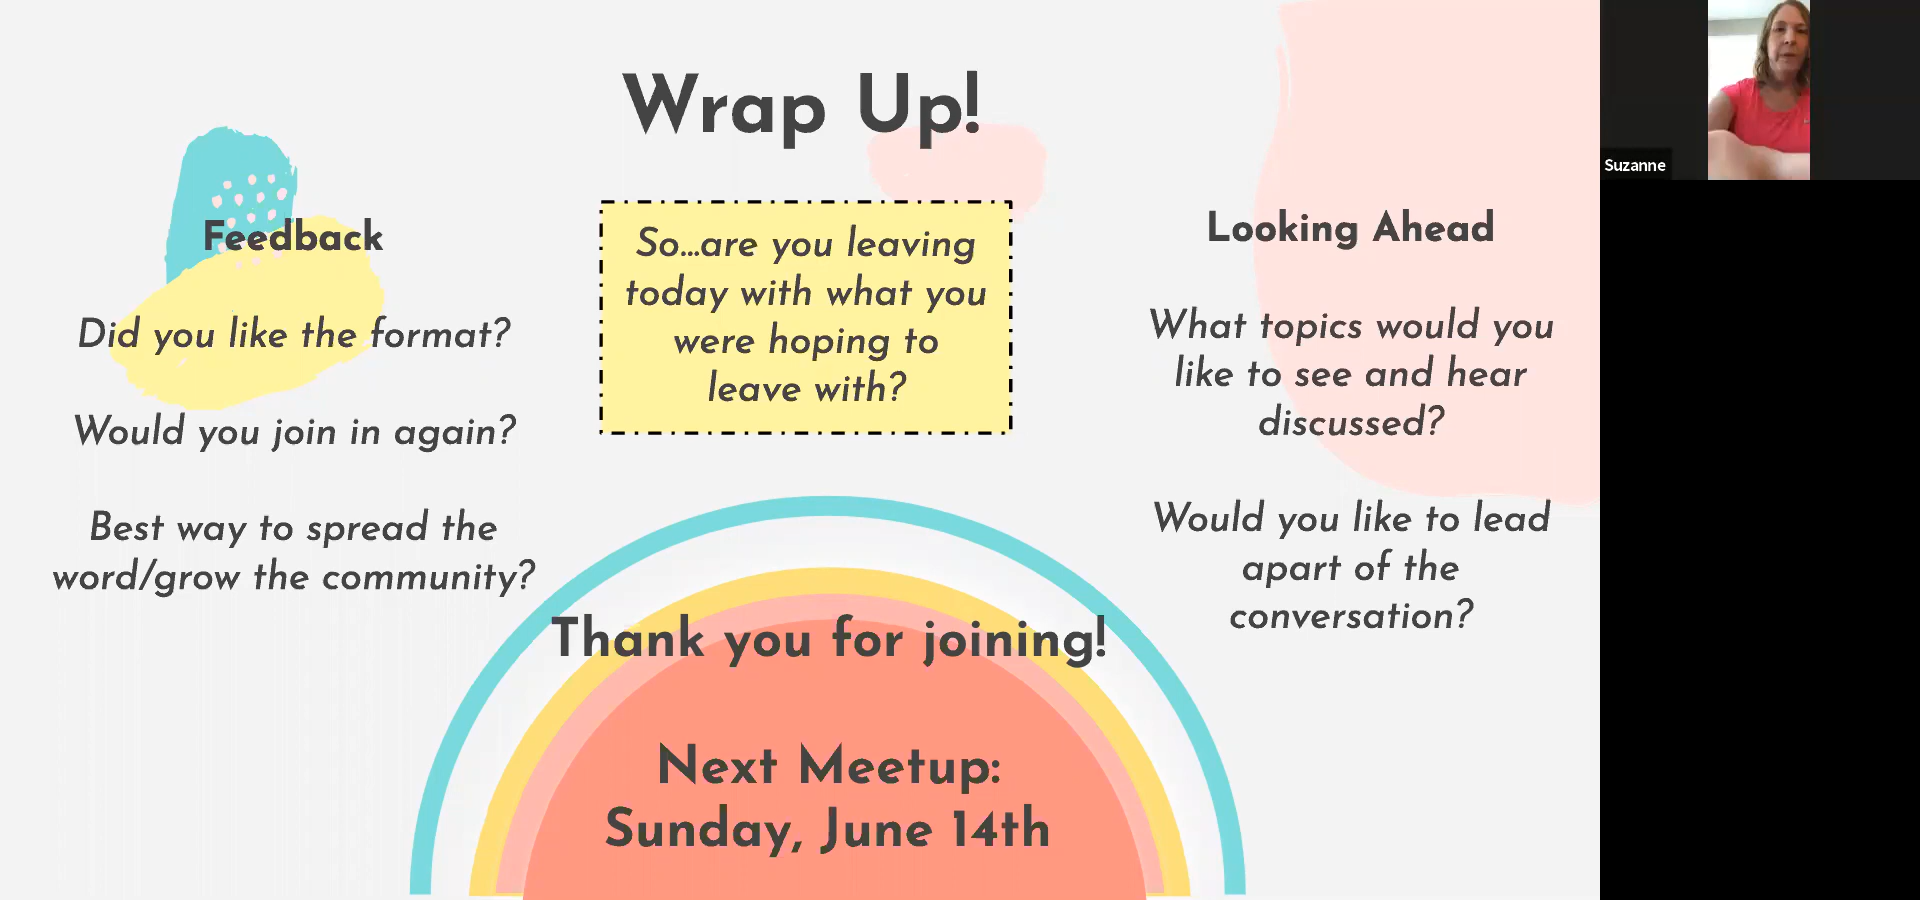 Wrap Up!
Feedback
Did you like the format?
Would you join in again?
Best way to spread the
word/grow the community?
So...are you leaving
today with what you
were hoping to
leave with?
Looking Ahead
What topics would you
like to see and hear
discussed?
Would you like to lead
apart of the
conversation?
Thank you for joining!
Next Meetup:
Sunday, June 14th
Suzanne